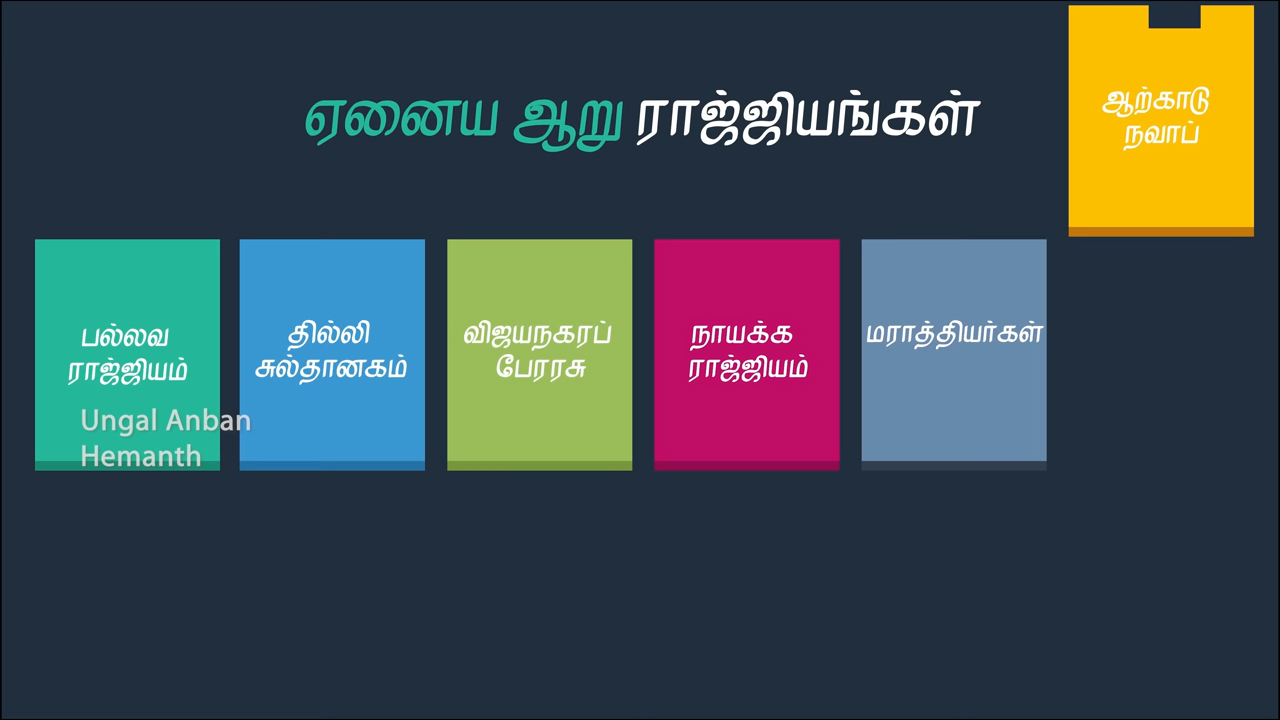 ஏனைய ஆறு ராஜ்ஜியங்கள்
ஆற்காடு
நவாப்
பல்லவ
ராஜ்ஜியம்
தில்லி
சுல்தானகம்
விஜயநகரப்
பேரரசு
நாயக்க
ராஜ்ஜியம்
மராத்தியர்கள்
Ungal Anban
Hemanth